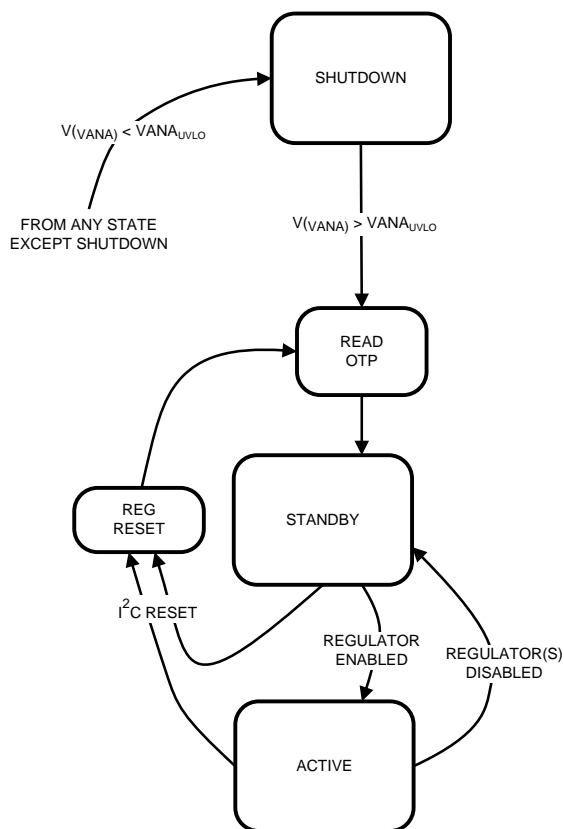 SHUTDOWN
V(VANA) < VANAUVLO
FROM ANY STATE
EXCEPT SHUTDOWN
V(VANA) > VANAUVLO
READ
OTP
REG
RESET
STANDBY
I2C RESET
REGULATOR
ENABLED
REGULATOR(S)
DISABLED
ACTIVE